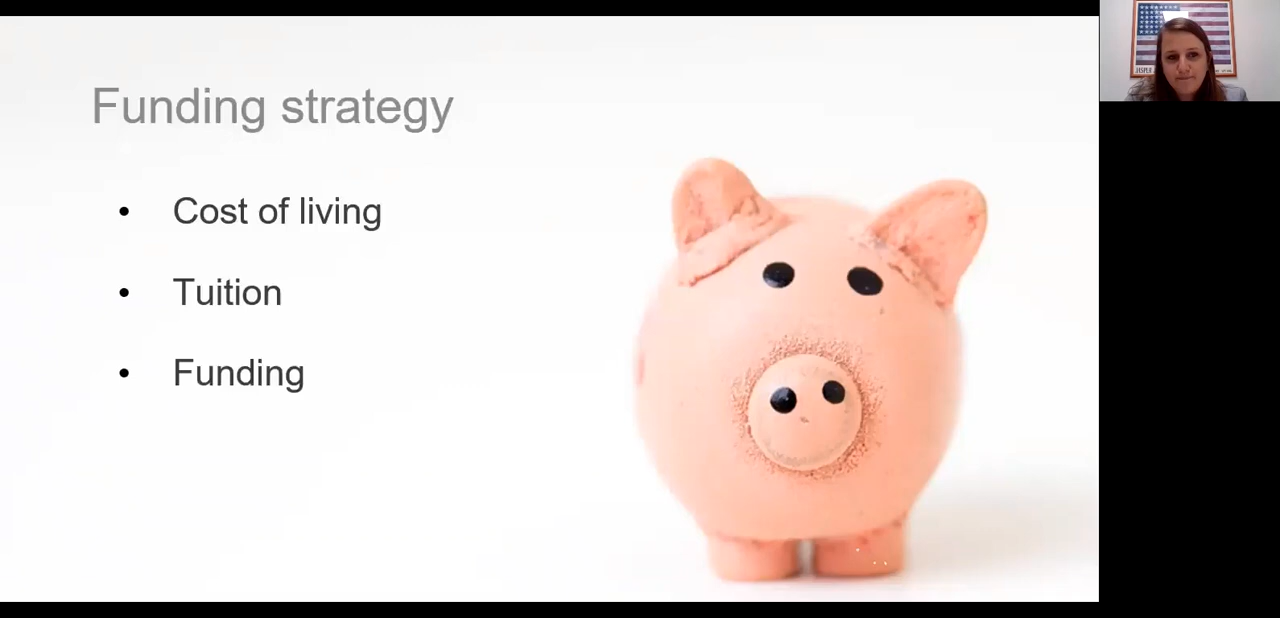 Funding strategy
• Cost of living
• Tuition
• Funding